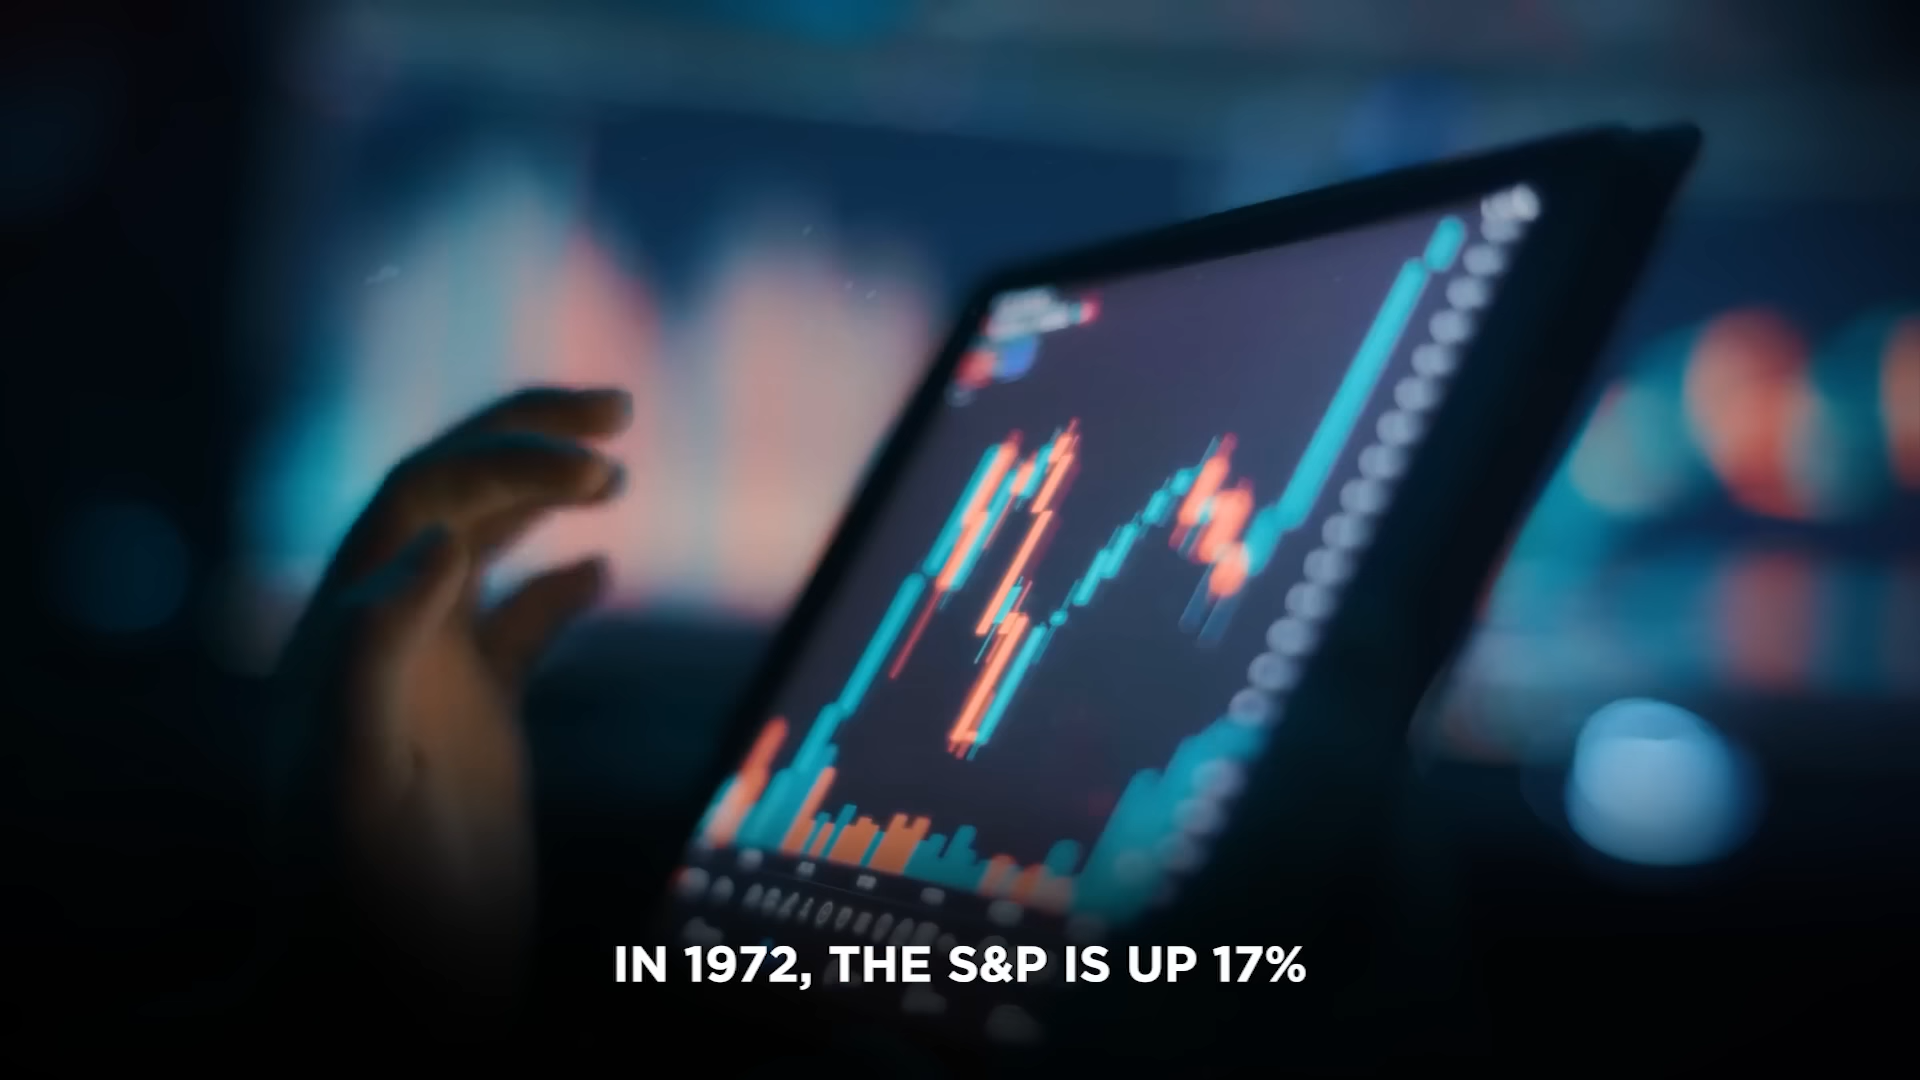 IN 1972, THE S&P IS UP 17%